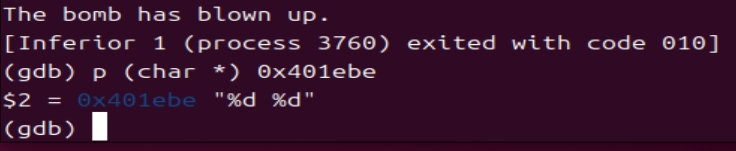 The bomb has blown up.
[Inferior 1 (process 3760) exited with code 010]
(gdb) p (char *) 0x401ebe
$2 = 0x401ebe "%d %d"
(gdb)